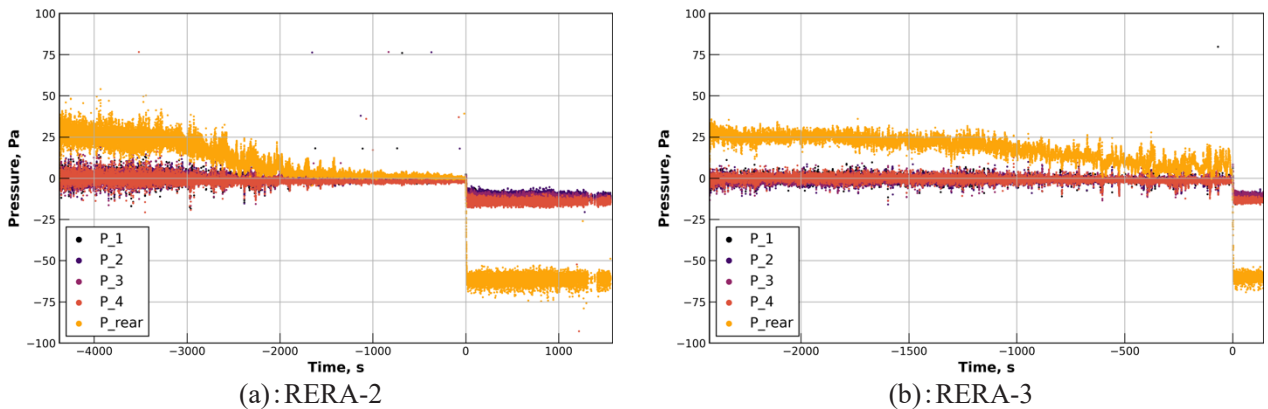 100
75
50
25
0
−25
−50
−75
−100
Pressure, Pa
P_1
P_2
P_3
P_4
P_rear
−4000 −3000 −2000 −1000 0 1000
Time, s
(a): RERA-2
100
75
50
25
0
−25
−50
−75
−100
Pressure, Pa
P_1
P_2
P_3
P_4
P_rear
−2000 −1500 −1000 −500 0
Time, s
(b): RERA-3